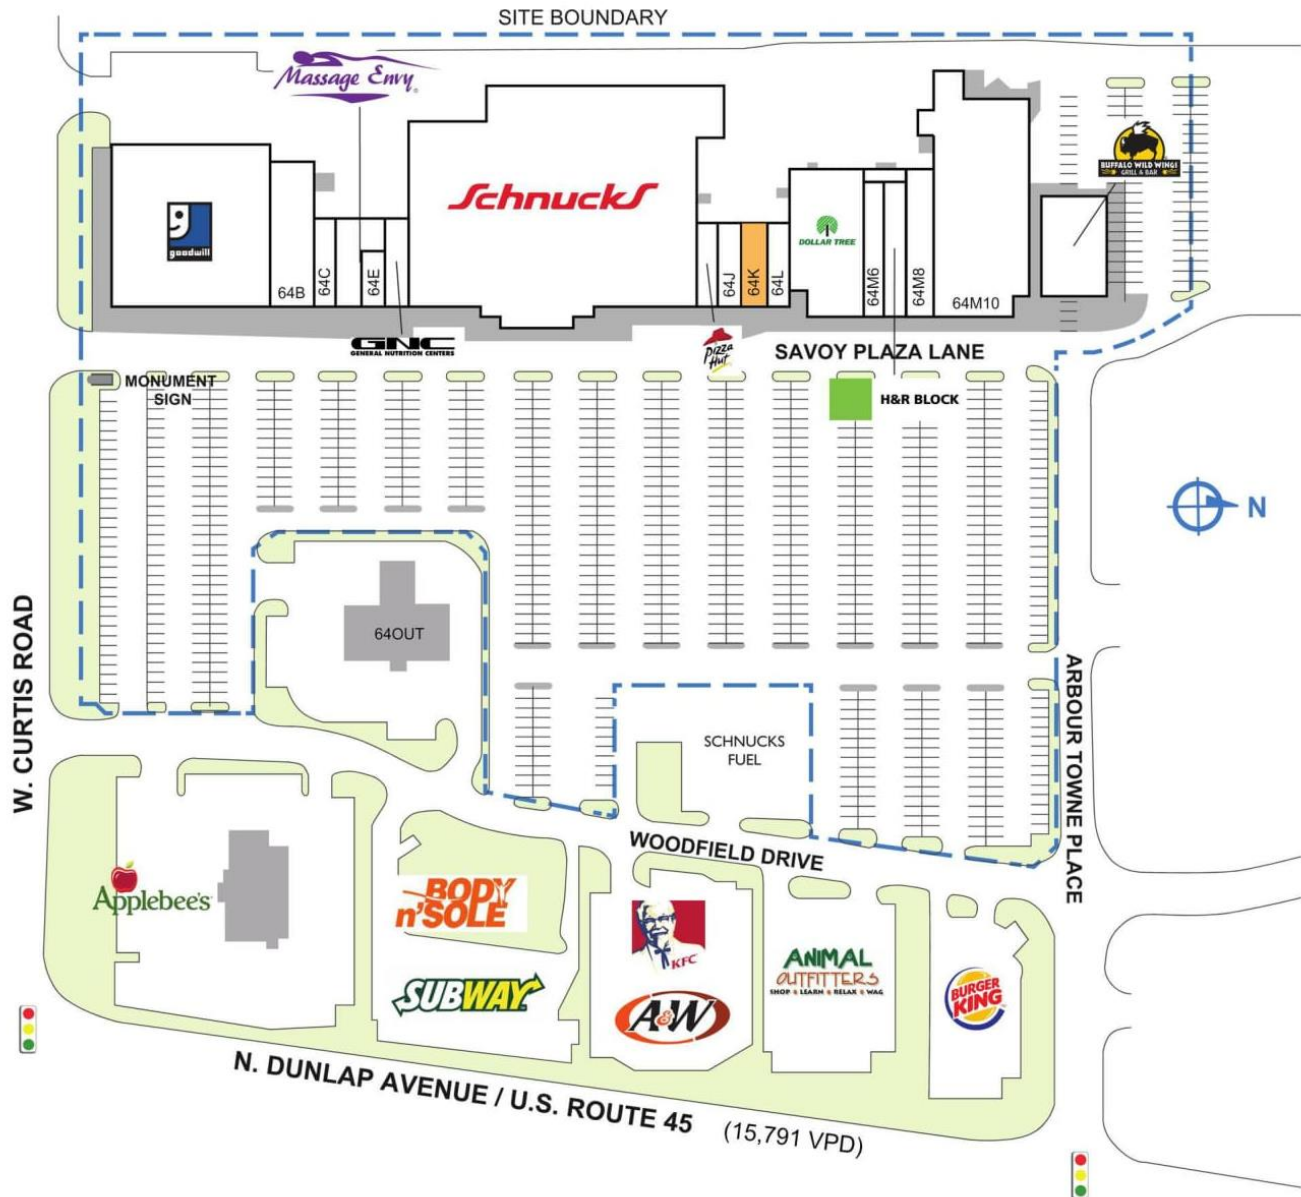 SITE BOUNDARY
Massage Envy
BUFFALO WILD WINGS
GRILL & BAR
Schnucks
goodwill
DOLLAR TREE
64B
64C
64E
64J
64K
64L
64M6
64M8
64M10
GNC
GENERAL NUTRITION CENTERS
Pizza
Hut
SAVOY PLAZA LANE
MONUMENT
SIGN
H&R BLOCK
N
64OUT
W. CURTIS ROAD
ARBOUR TOWNE PLACE
SCHNUCKS
FUEL
WOODFIELD DRIVE
Applebee's
BODY
n'SOLE
SUBWAY
KFC
A&W
ANIMAL
OUTFITTERS
SHOP LEARN RELAX WAG
BURGER
KING
N. DUNLAP AVENUE / U.S. ROUTE 45 (15,791 VPD)